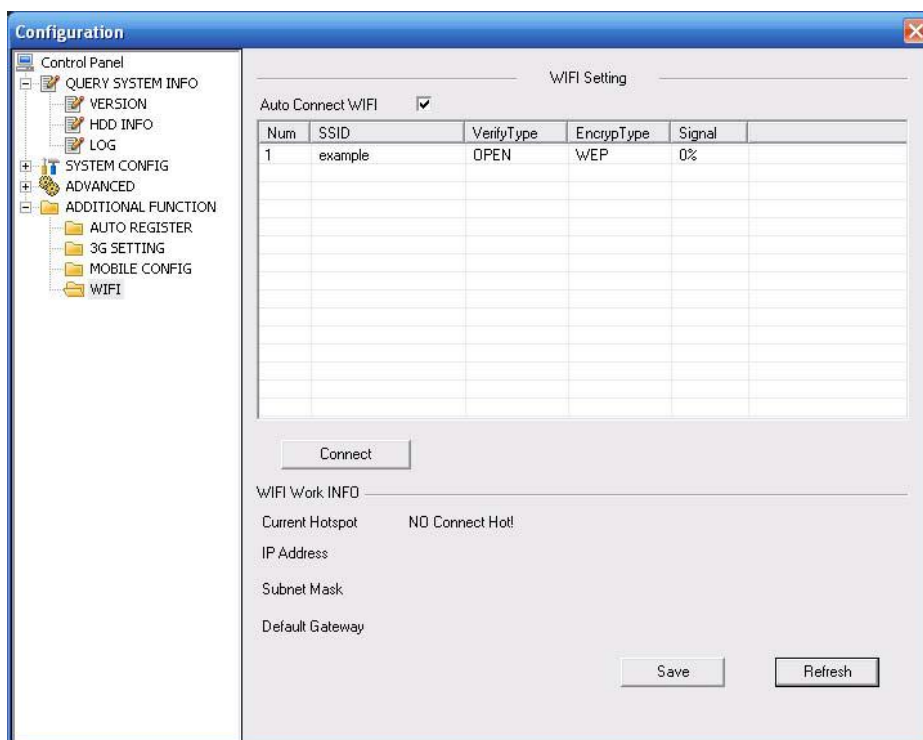 Configuration
Control Panel
QUERY SYSTEM INFO
VERSION
HDD INFO
LOG
SYSTEM CONFIG
ADVANCED
ADDITIONAL FUNCTION
AUTO REGISTER
3G SETTING
MOBILE CONFIG
WIFI
WIFI Setting
Auto Connect WIFI
Num SSID VerifyType EncrypType Signal
1 example OPEN WEP 0%
Connect
WIFI Work INFO
Current Hotspot NO Connect Hot!
IP Address
Subnet Mask
Default Gateway
Save Refresh